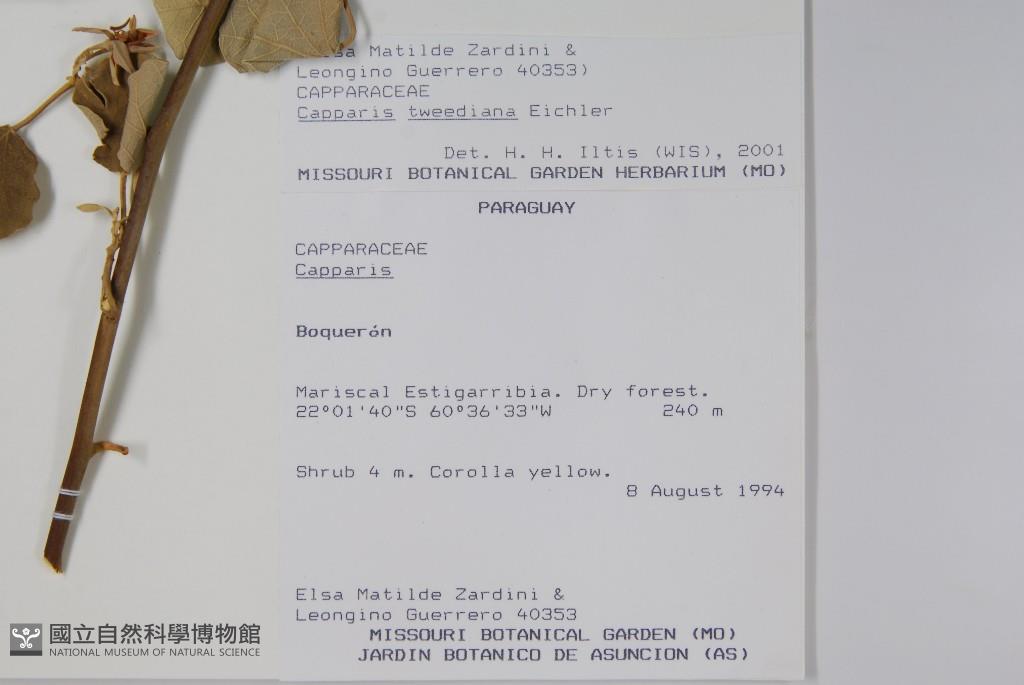 Elsa Matilde Zardini &
Leongino Guerrero 40353)
CAPPARACEAE
Capparis tweediana Eichler
Det. H. H. Iltis (WIS), 2001
MISSOURI BOTANICAL GARDEN HERBARIUM (MO)
PARAGUAY
CAPPARACEAE
Capparis
Boquerón
Mariscal Estigarribia. Dry forest.
22°01'40"S 60°36'33"W 240 m
Shrub 4 m. Corolla yellow.
8 August 1994
Elsa Matilde Zardini &
Leongino Guerrero 40353
MISSOURI BOTANICAL GARDEN (MO)
JARDIN BOTANICO DE ASUNCION (AS)
國立自然科學博物館
NATIONAL MUSEUM OF NATURAL SCIENCE